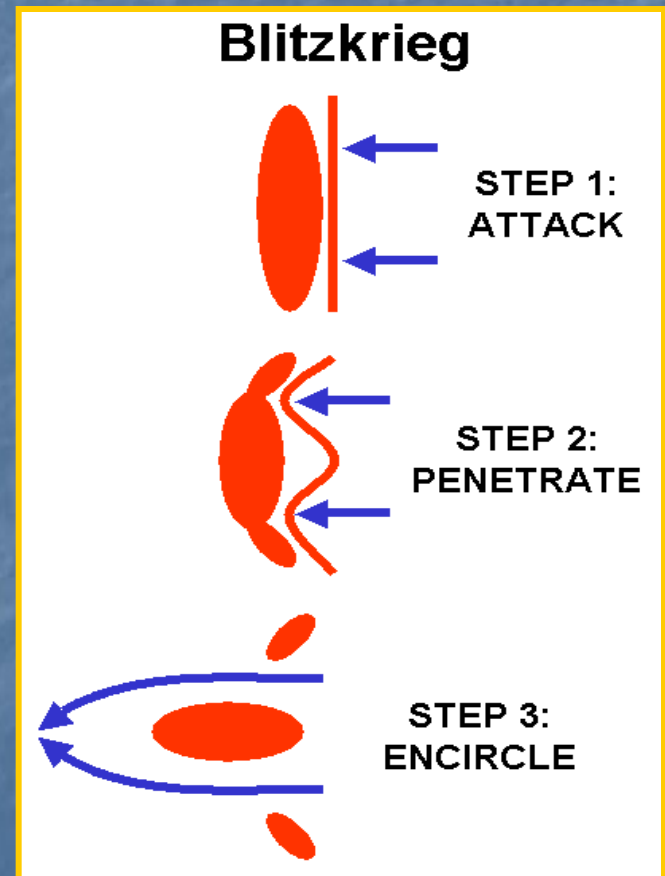 Blitzkrieg
STEP 1:
ATTACK
STEP 2:
PENETRATE
STEP 3:
ENCIRCLE